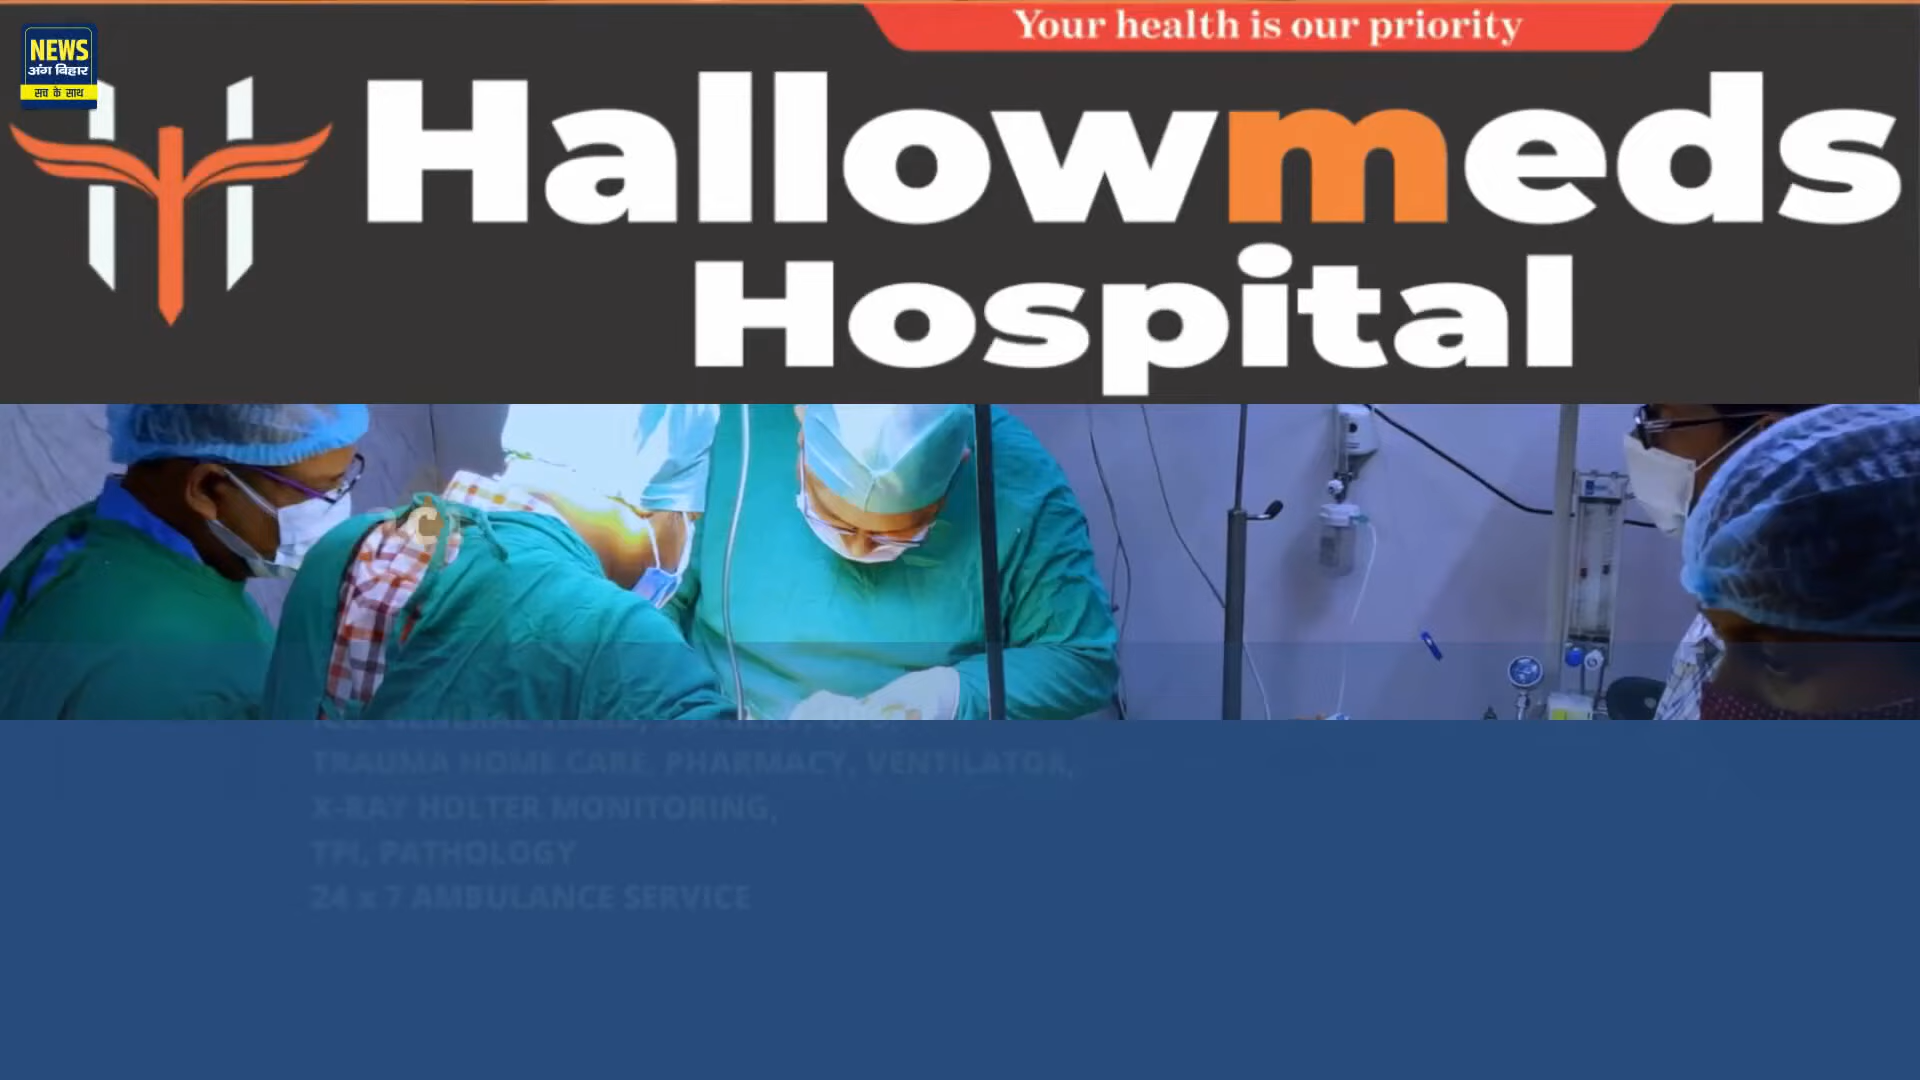 Your health is our priority
NEWS
अंग बिहार
सच के साथ
Hallowmeds
Hospital
TRAUMA HOME CARE, PHARMACY, VENTILATOR,
X-RAY HOLTER MONITORING,
TPI, PATHOLOGY
24 x 7 AMBULANCE SERVICE